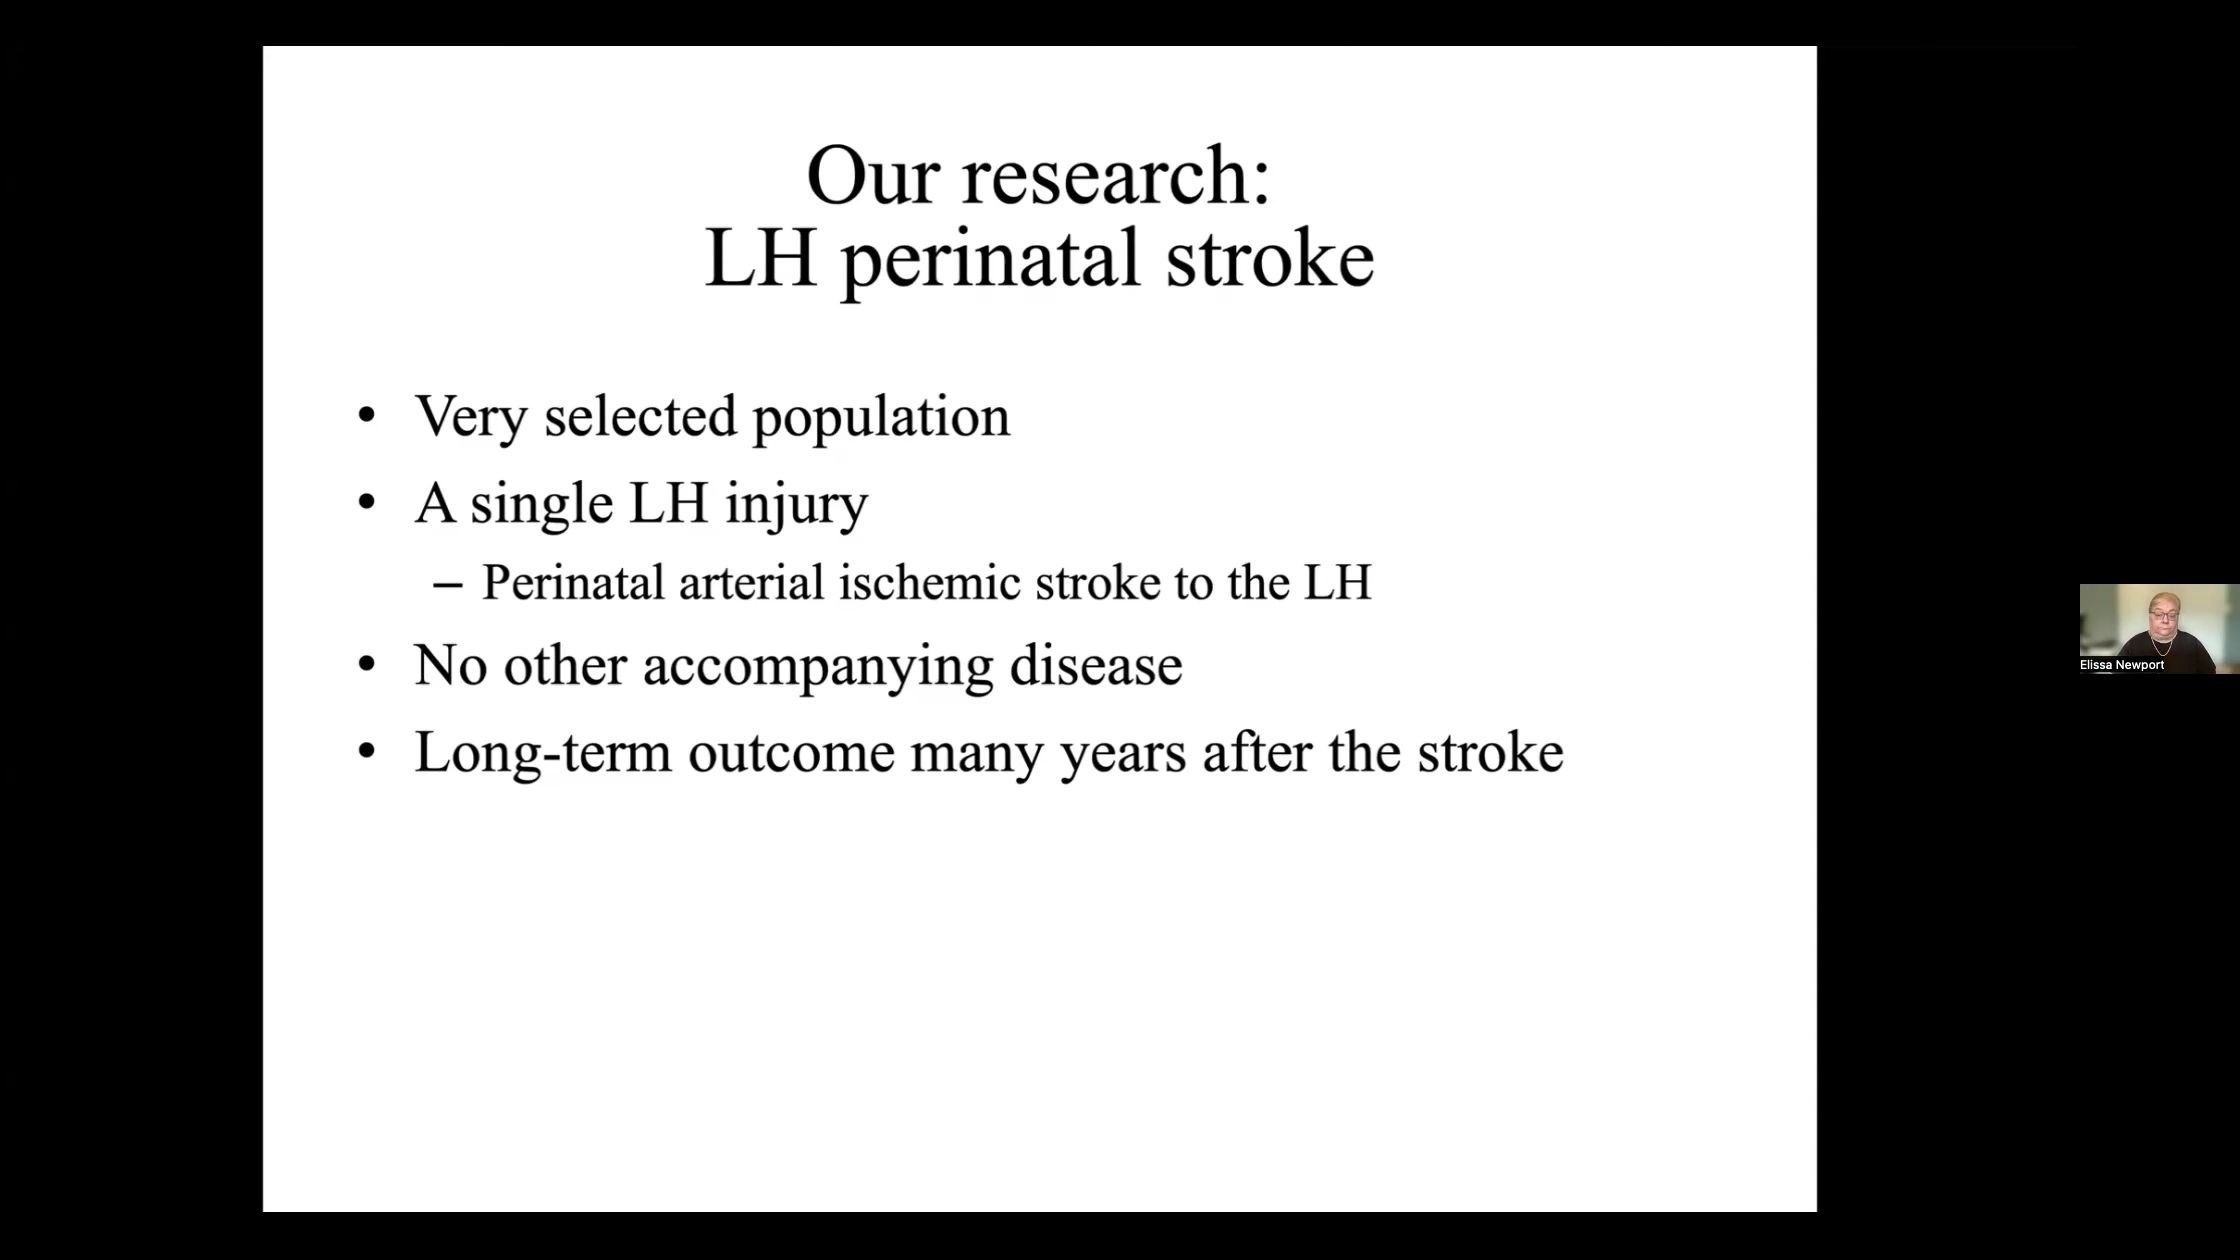 Our research:
LH perinatal stroke
• Very selected population
• A single LH injury
– Perinatal arterial ischemic stroke to the LH
• No other accompanying disease
• Long-term outcome many years after the stroke
Elissa Newport